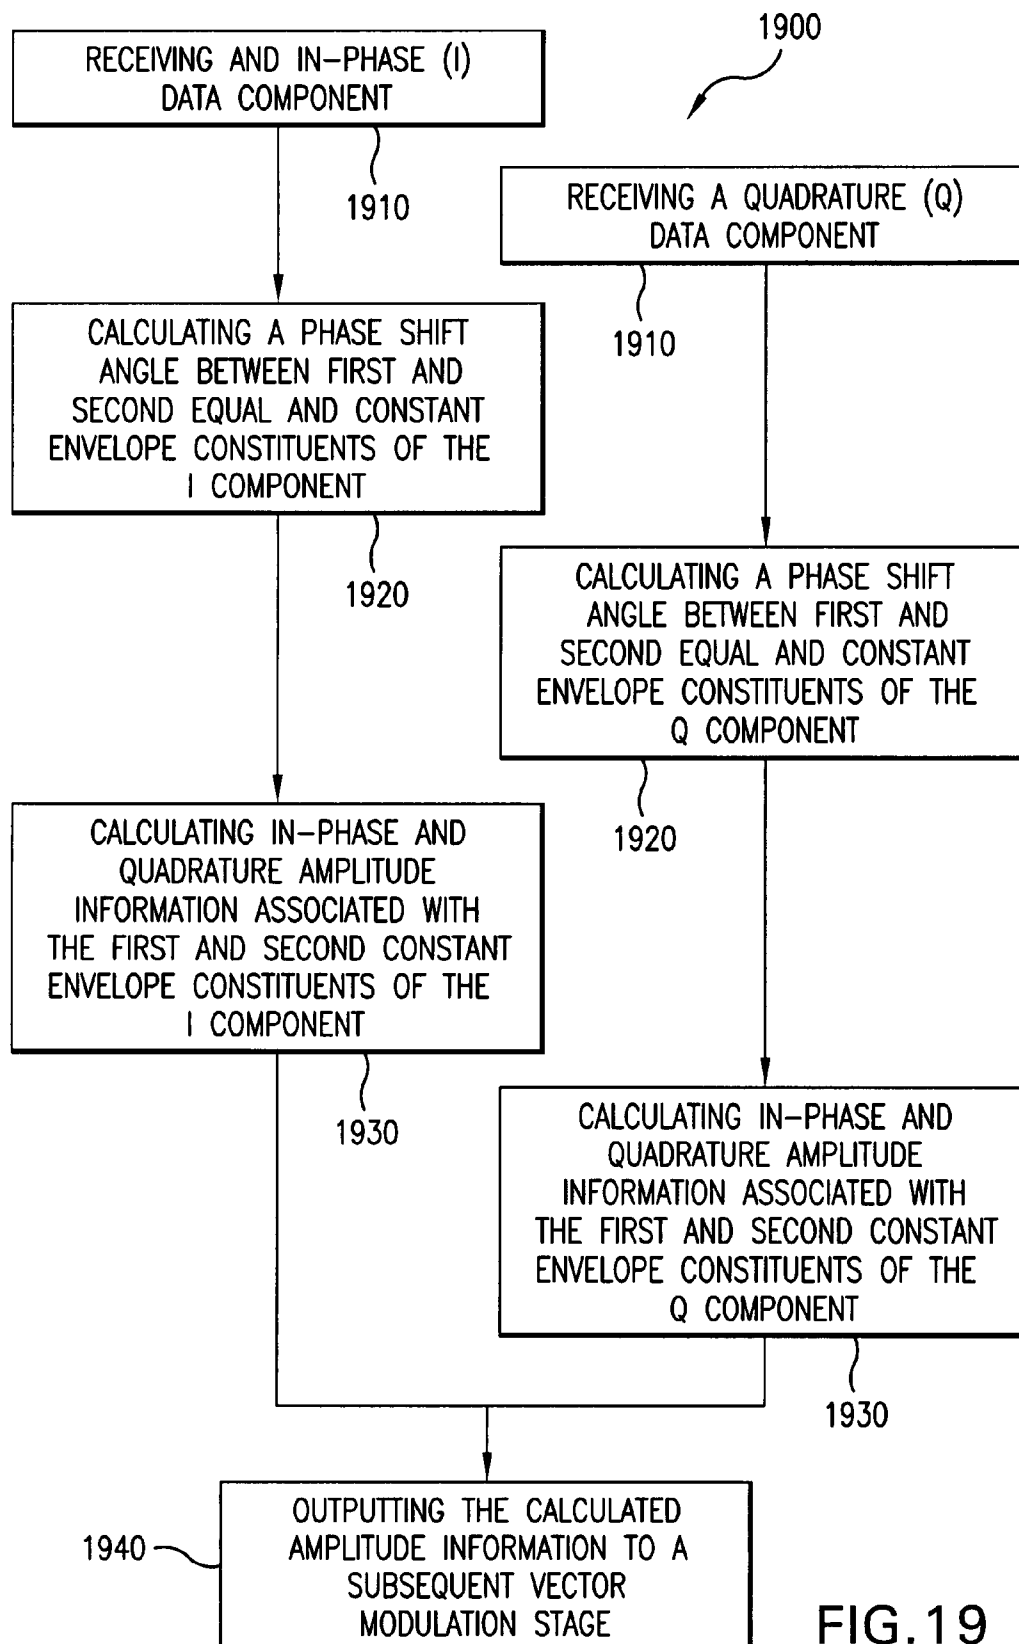 1900
RECEIVING AND IN-PHASE (I)
DATA COMPONENT
1910
RECEIVING A QUADRATURE (Q)
DATA COMPONENT
1910
CALCULATING A PHASE SHIFT
ANGLE BETWEEN FIRST AND
SECOND EQUAL AND CONSTANT
ENVELOPE CONSTITUENTS OF THE
I COMPONENT
1920
CALCULATING A PHASE SHIFT
ANGLE BETWEEN FIRST AND
SECOND EQUAL AND CONSTANT
ENVELOPE CONSTITUENTS OF THE
Q COMPONENT
1920
CALCULATING IN-PHASE AND
QUADRATURE AMPLITUDE
INFORMATION ASSOCIATED WITH
THE FIRST AND SECOND CONSTANT
ENVELOPE CONSTITUENTS OF THE
I COMPONENT
1930
CALCULATING IN-PHASE AND
QUADRATURE AMPLITUDE
INFORMATION ASSOCIATED WITH
THE FIRST AND SECOND CONSTANT
ENVELOPE CONSTITUENTS OF THE
Q COMPONENT
1930
1940
OUTPUTTING THE CALCULATED
AMPLITUDE INFORMATION TO A
SUBSEQUENT VECTOR
MODULATION STAGE
FIG.19